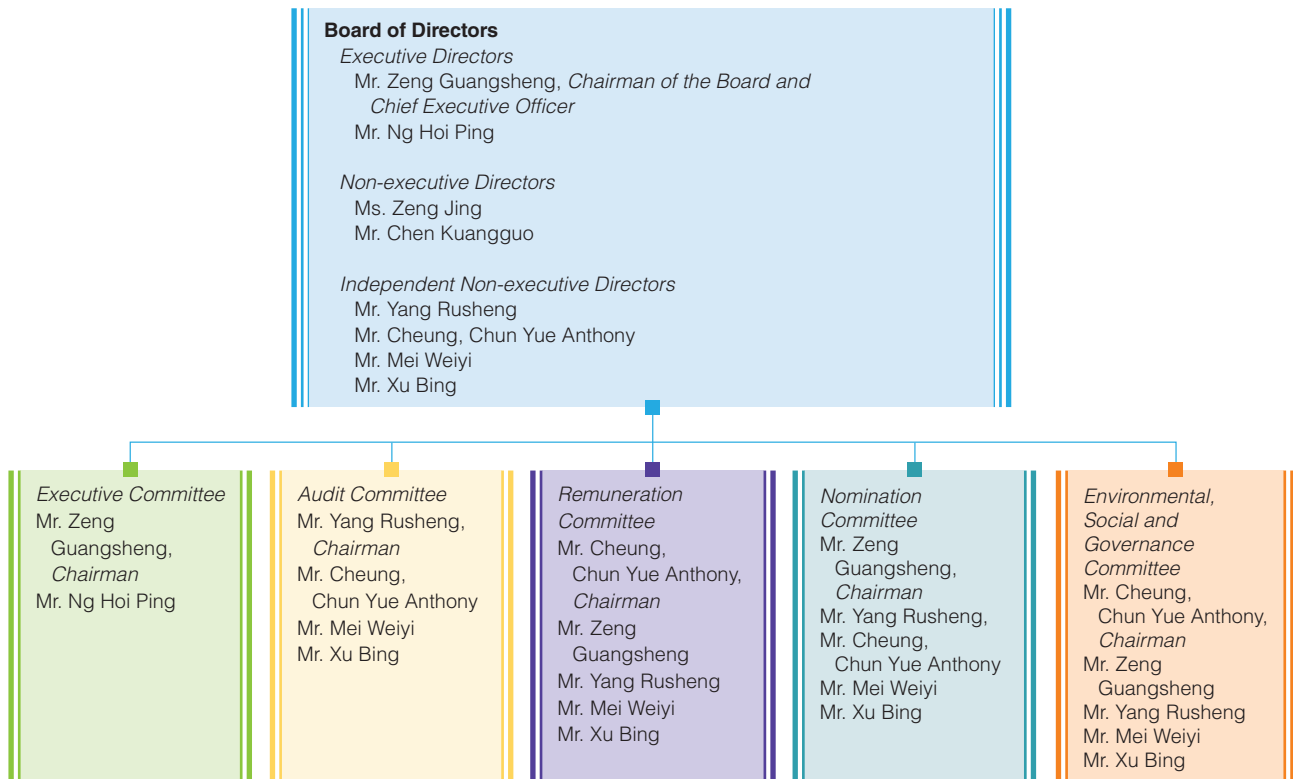 Board of Directors
Executive Directors
Mr. Zeng Guangsheng, Chairman of the Board and
Chief Executive Officer
Mr. Ng Hoi Ping
Non-executive Directors
Ms. Zeng Jing
Mr. Chen Kuangguo
Independent Non-executive Directors
Mr. Yang Rusheng
Mr. Cheung, Chun Yue Anthony
Mr. Mei Weiyi
Mr. Xu Bing
Executive Committee
Mr. Zeng
Guangsheng,
Chairman
Mr. Ng Hoi Ping
Audit Committee
Mr. Yang Rusheng,
Chairman
Mr. Cheung,
Chun Yue Anthony
Mr. Mei Weiyi
Mr. Xu Bing
Remuneration
Committee
Mr. Cheung,
Chun Yue Anthony,
Chairman
Mr. Zeng
Guangsheng
Mr. Yang Rusheng
Mr. Mei Weiyi
Mr. Xu Bing
Nomination
Committee
Mr. Zeng
Guangsheng,
Chairman
Mr. Yang Rusheng,
Mr. Cheung,
Chun Yue Anthony
Mr. Mei Weiyi
Mr. Xu Bing
Environmental,
Social and
Governance
Committee
Mr. Cheung,
Chun Yue Anthony,
Chairman
Mr. Zeng
Guangsheng
Mr. Yang Rusheng
Mr. Mei Weiyi
Mr. Xu Bing